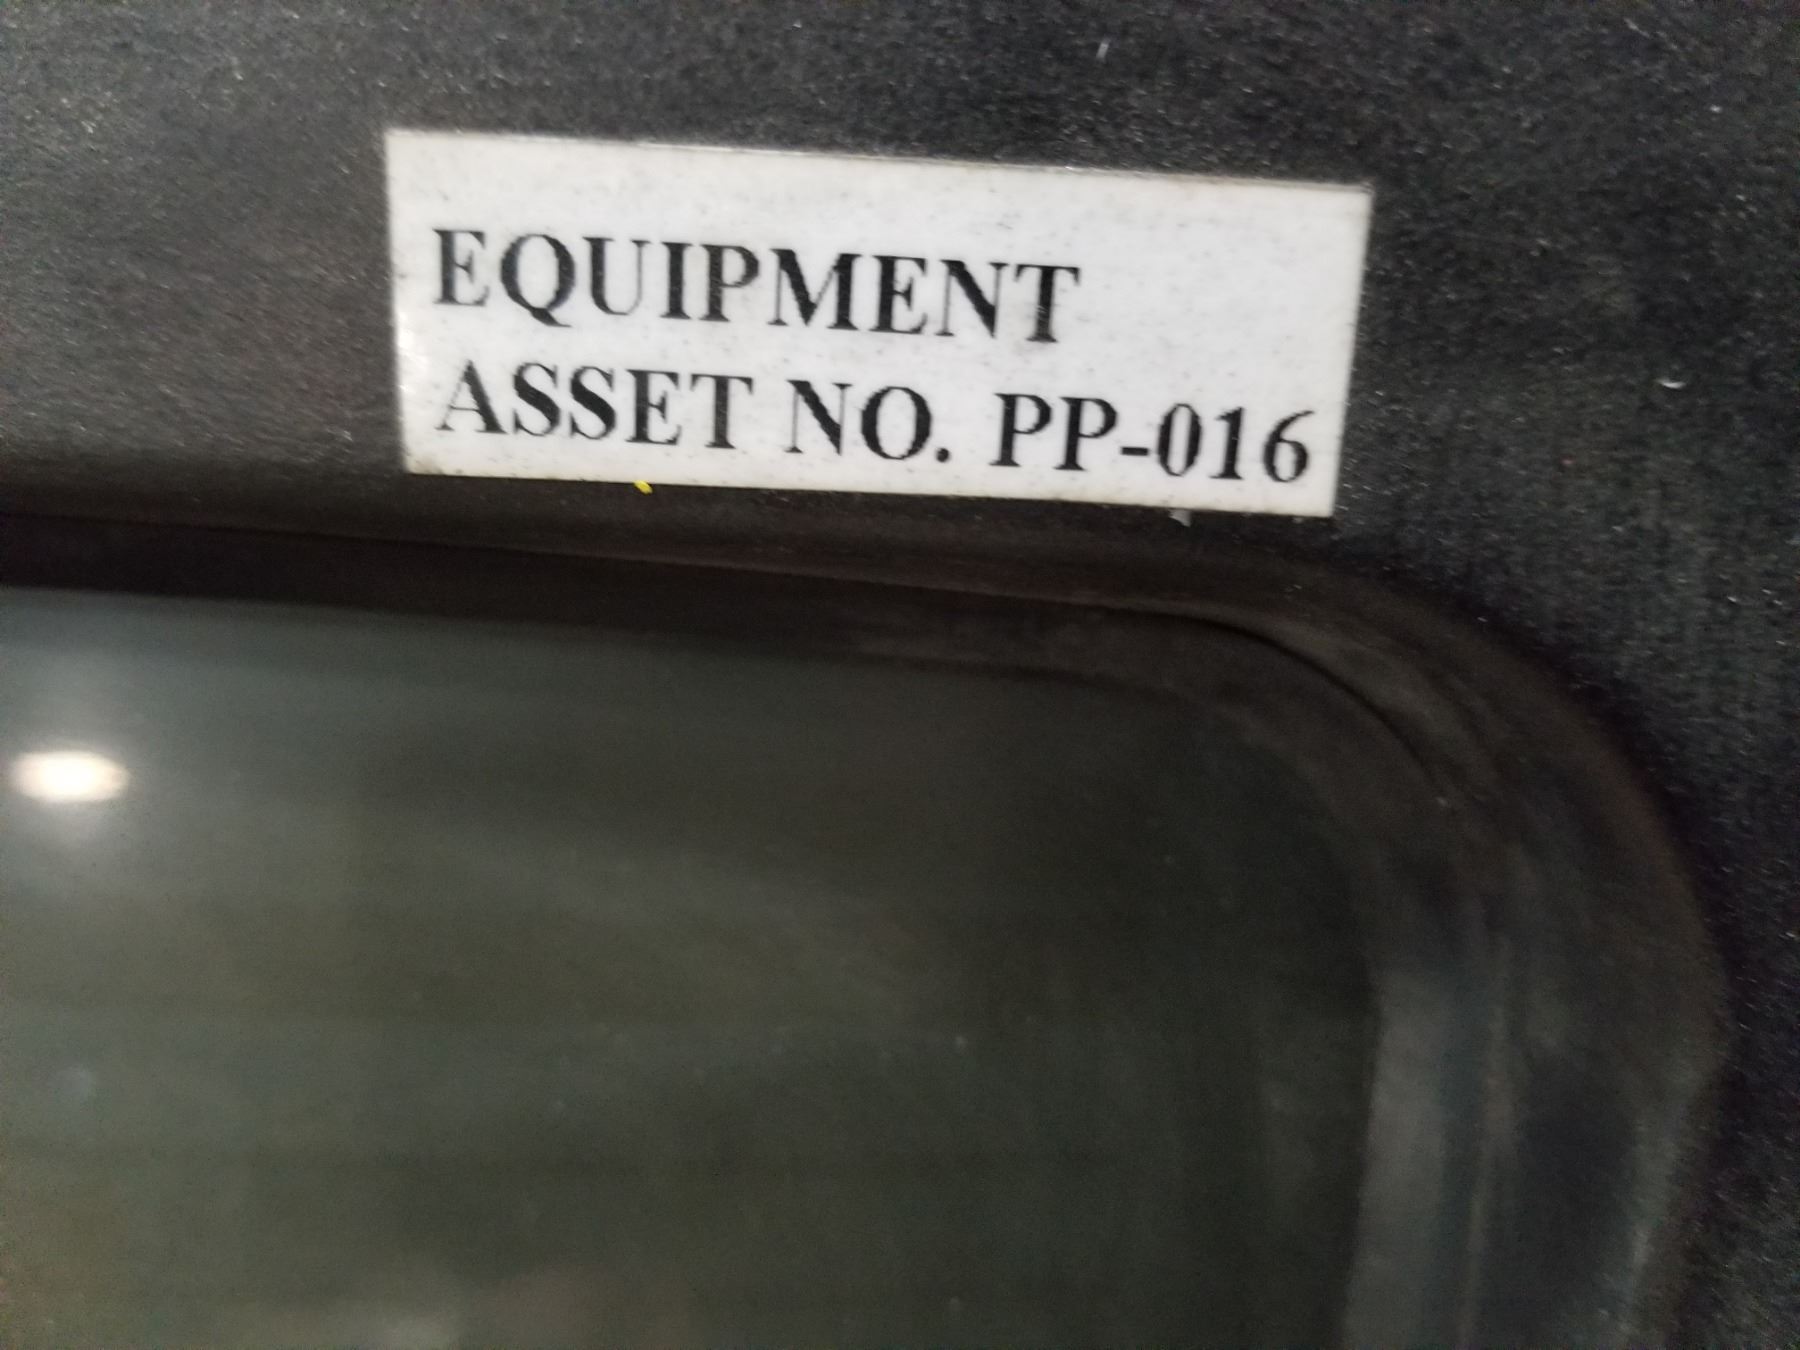 EQUIPMENT
ASSET NO. PP-016